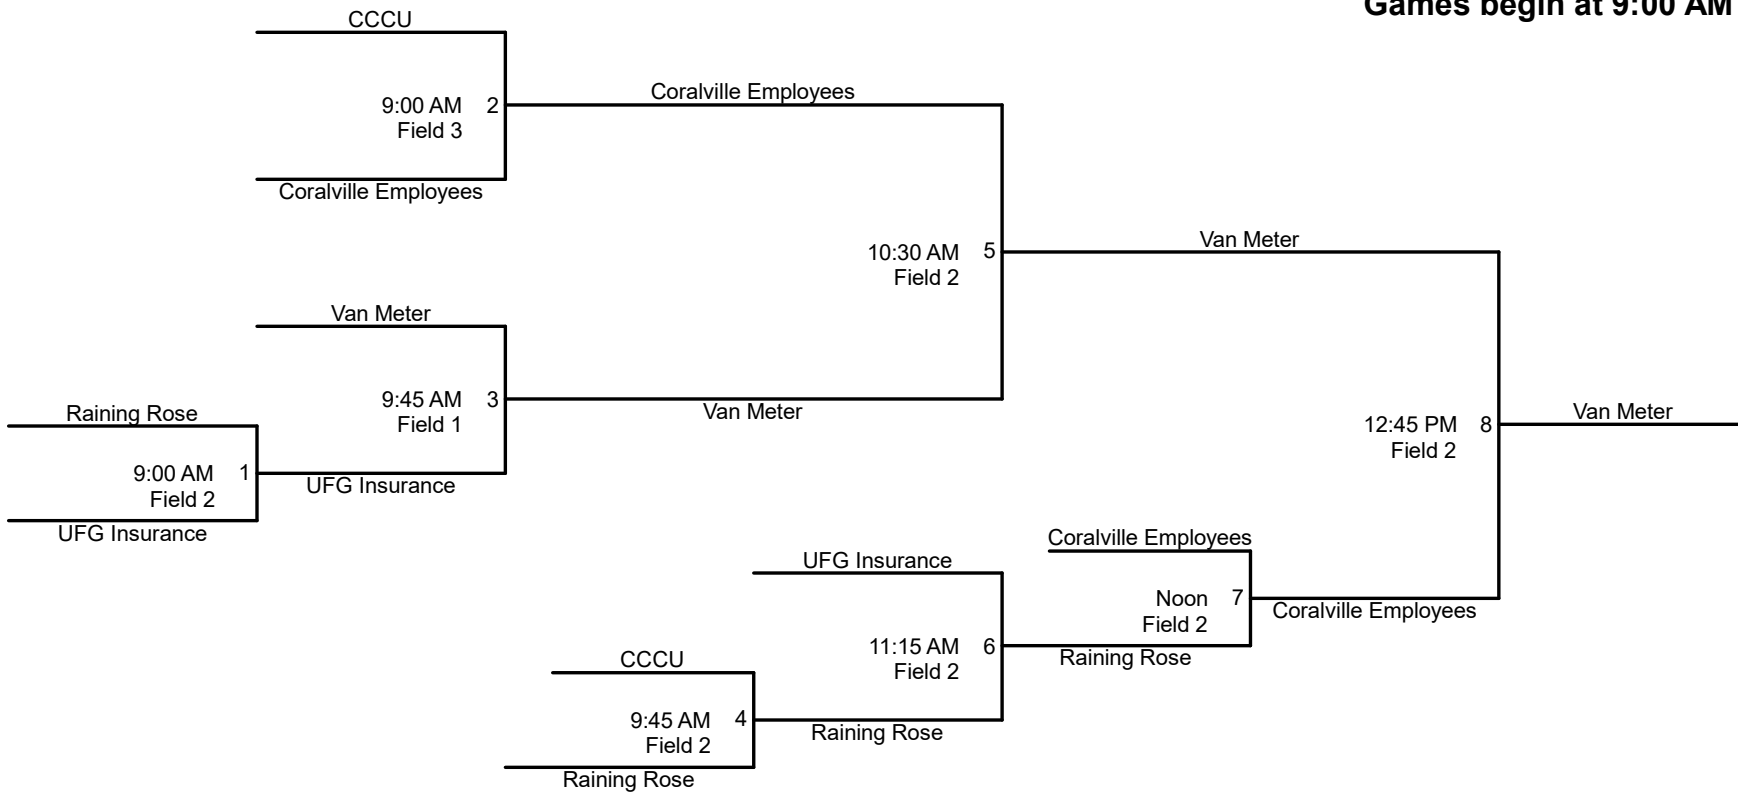 Games begin at 9:00 AM
CCCU
9:00 AM 2
Field 3
Coralville Employees
Coralville Employees
10:30 AM 5
Field 2
Van Meter
Van Meter
9:45 AM 3
Field 1
Van Meter
Raining Rose
9:00 AM 1
Field 2
UFG Insurance
UFG Insurance
12:45 PM 8
Field 2
Van Meter
Coralville Employees
Noon 7
Field 2
Coralville Employees
UFG Insurance
11:15 AM 6
Field 2
Raining Rose
CCCU
9:45 AM 4
Field 2
Raining Rose
Raining Rose